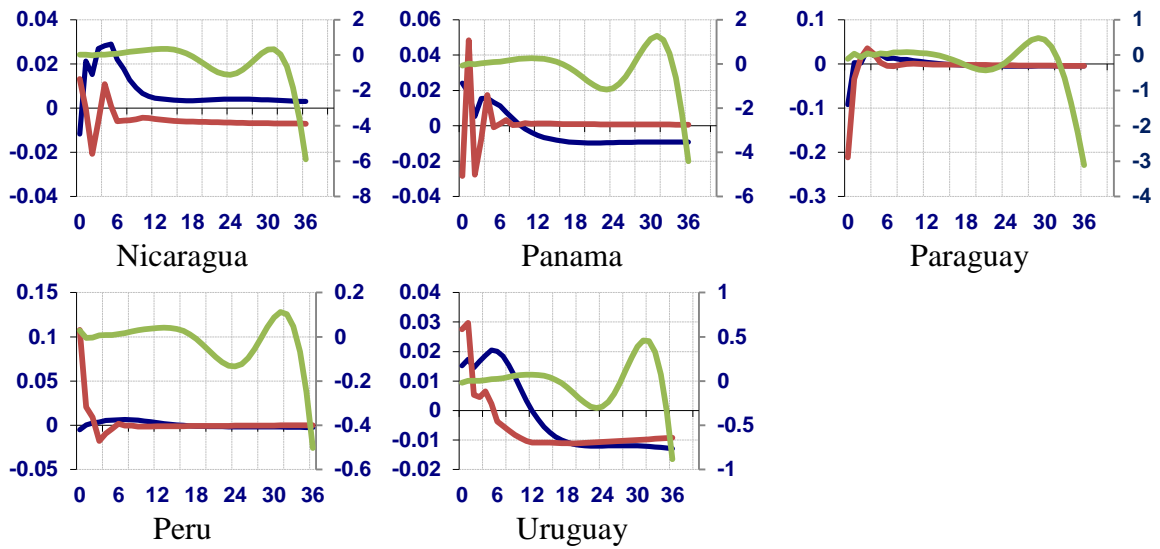 0.04 2 0.06 2 0.1 1
0.02 0 0.04 0 0 0
-2 0.02 -2 -0.1 -1
0 -4 0 -2
-0.02 -6 -0.02 -4 -0.2 -3
-0.04 -8 -0.04 -6 -0.3 -4
0 6 12 18 24 30 36 0 6 12 18 24 30 36 0 6 12 18 24 30 36
Nicaragua Panama Paraguay
0.15 0.2 0.04 1
0.1 0 0.03 0.5
0.02
0.05 -0.2 0.01 0
0 -0.4 0 -0.5
-0.01
-0.05 -0.6 -0.02 -1
0 6 12 18 24 30 36 0 6 12 18 24 30 36
Peru Uruguay